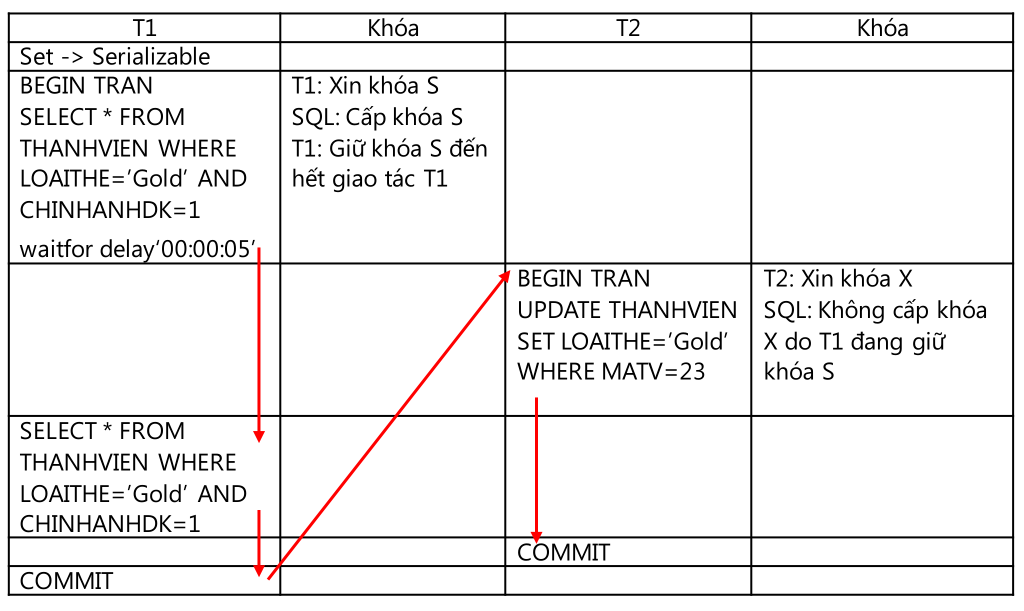 T1 Khóa T2 Khóa
Set -> Serializable
BEGIN TRAN
SELECT * FROM
THANHVIEN WHERE
LOAITHE=’Gold’ AND
CHINHANHDK=1
waitfor delay‘00:00:05’
T1: Xin khóa S
SQL: Cấp khóa S
T1: Giữ khóa S đến
hết giao tác T1
BEGIN TRAN
UPDATE THANHVIEN
SET LOAITHE=’Gold’
WHERE MATV=23
T2: Xin khóa X
SQL: Không cấp khóa
X do T1 đang giữ
khóa S
SELECT * FROM
THANHVIEN WHERE
LOAITHE=’Gold’ AND
CHINHANHDK=1
COMMIT
COMMIT